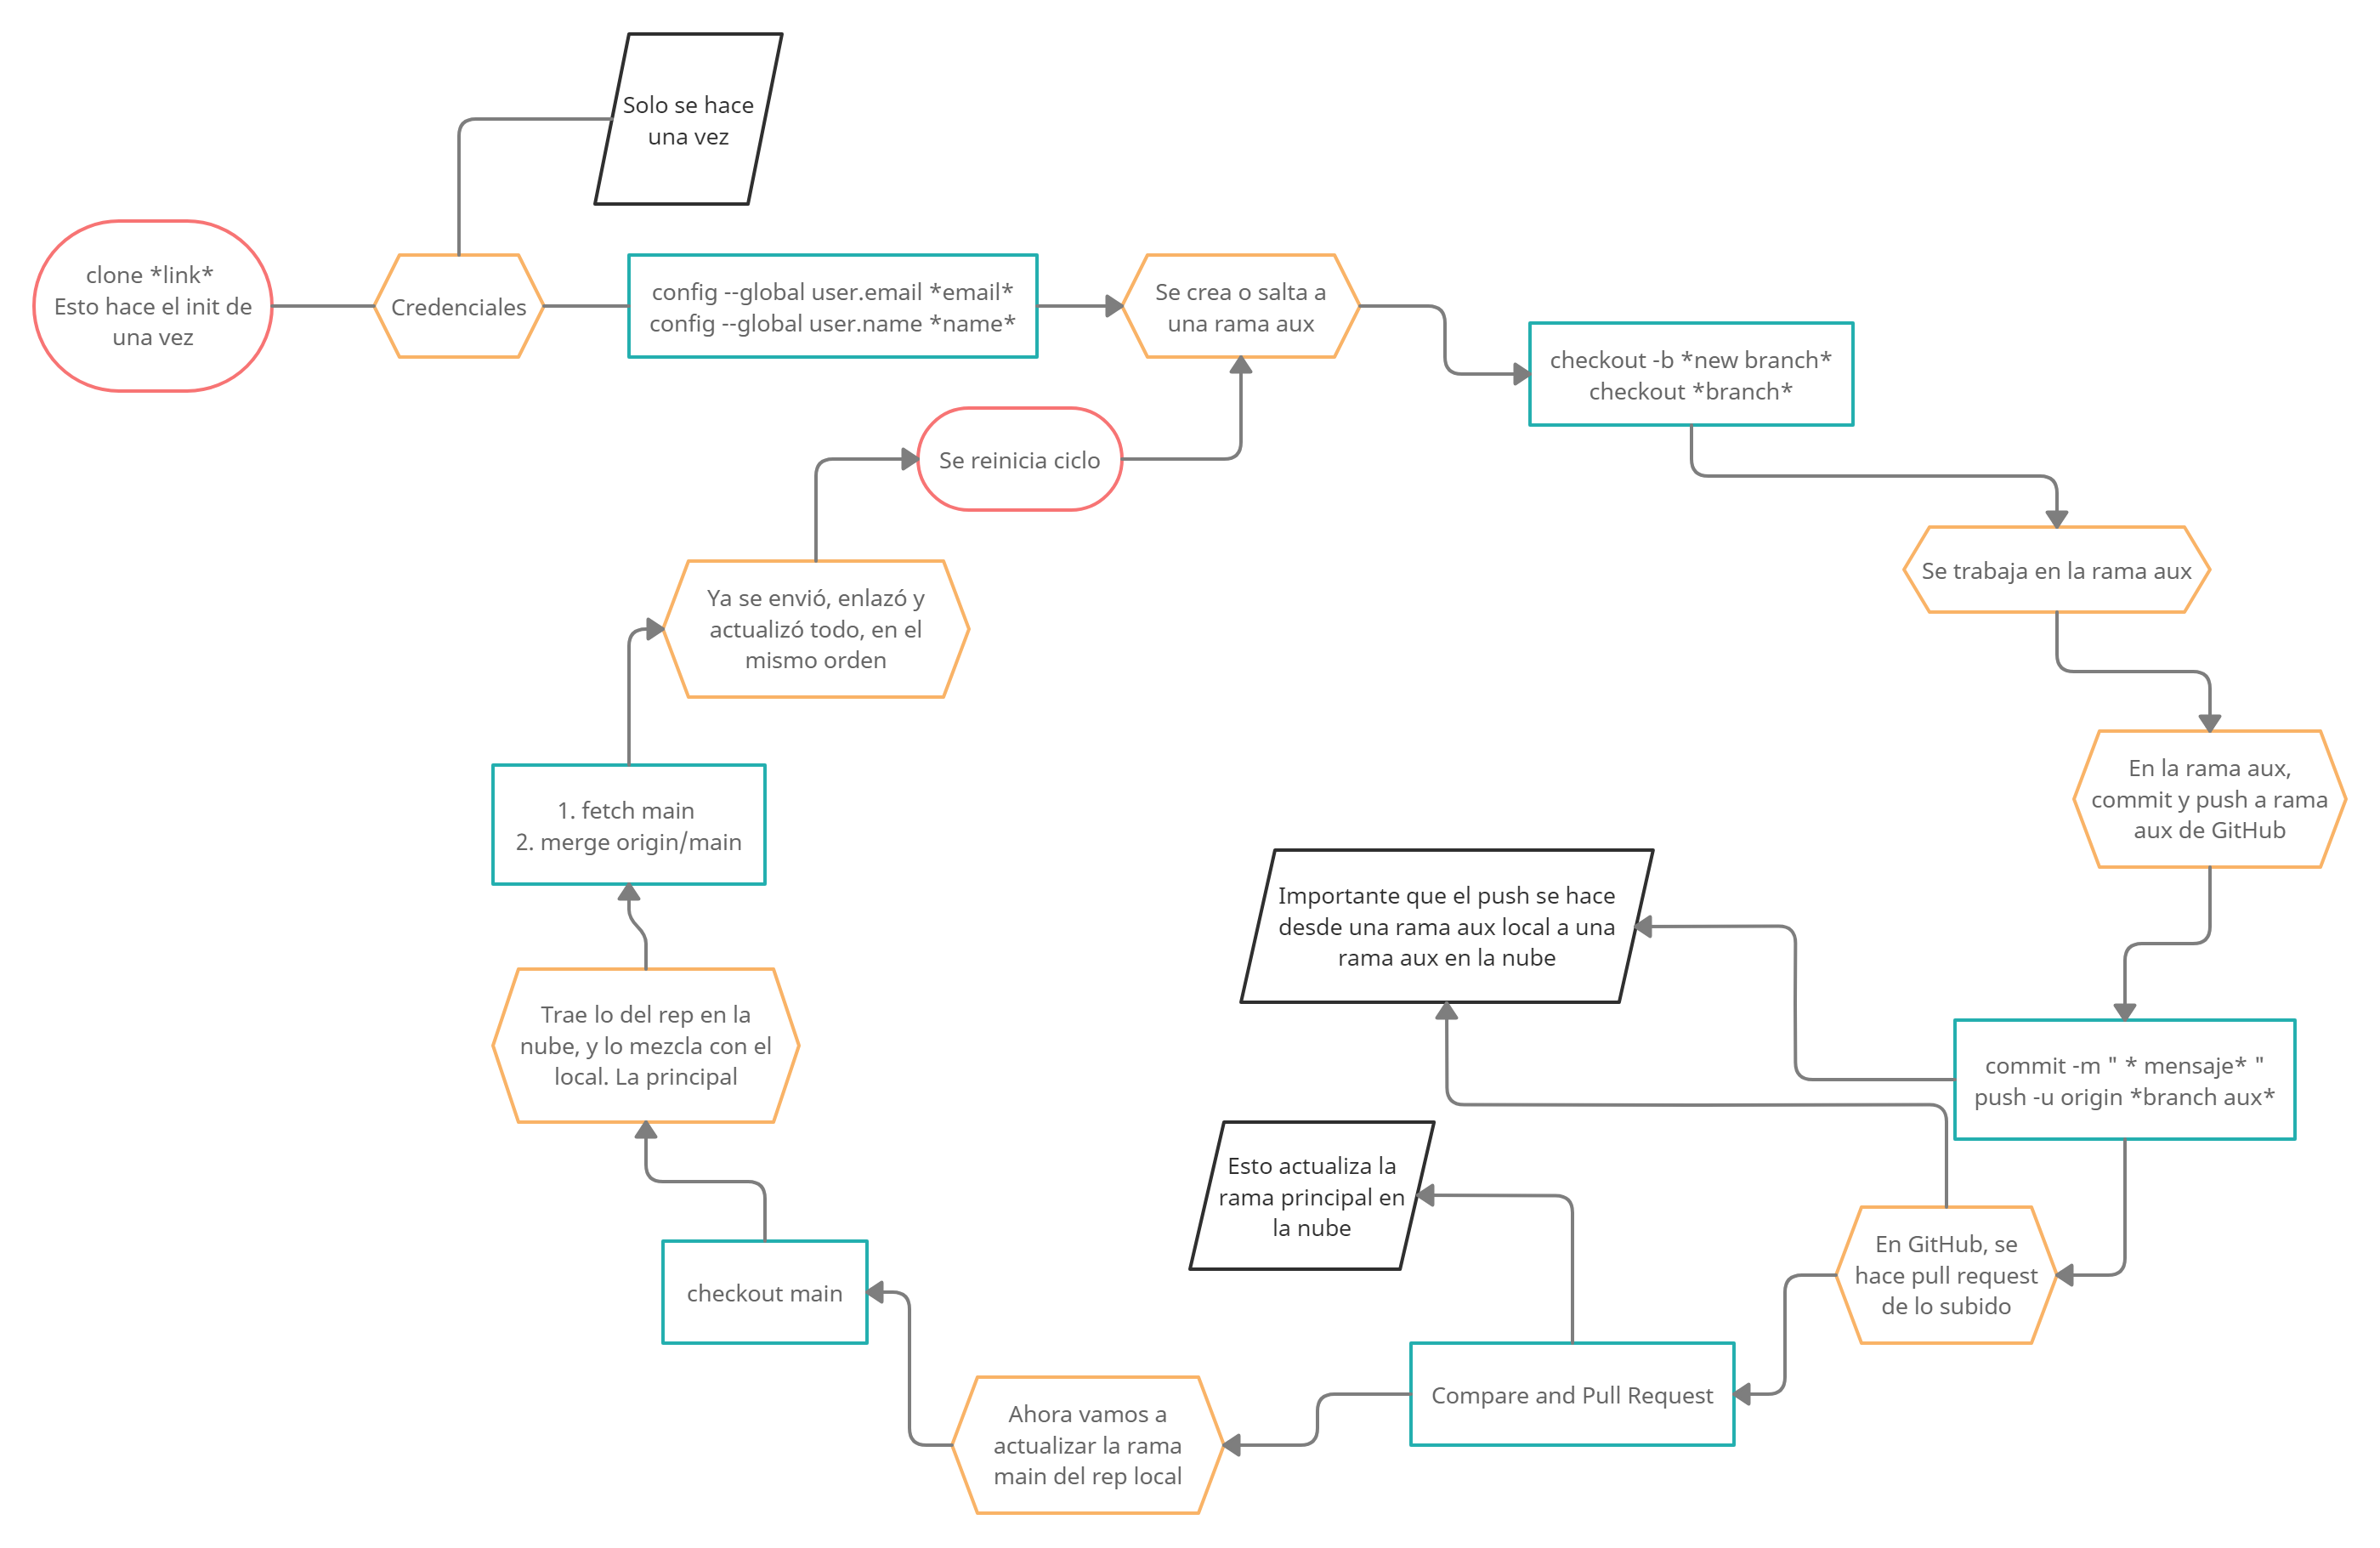 Solo se hace
una vez
clone *link*
Esto hace el init de
una vez
Credenciales
config --global user.email *email*
config --global user.name *name*
Se crea o salta a
una rama aux
checkout -b *new branch*
checkout *branch*
Se reinicia ciclo
Se trabaja en la rama aux
Ya se envió, enlazó y
actualizó todo, en el
mismo orden
En la rama aux,
commit y push a rama
aux de GitHub
1. fetch main
2. merge origin/main
Importante que el push se hace
desde una rama aux local a una
rama aux en la nube
Trae lo del rep en la
nube, y lo mezcla con el
local. La principal
commit -m " * mensaje* "
push -u origin *branch aux*
Esto actualiza la
rama principal en
la nube
En GitHub, se
hace pull request
de lo subido
checkout main
Compare and Pull Request
Ahora vamos a
actualizar la rama
main del rep local